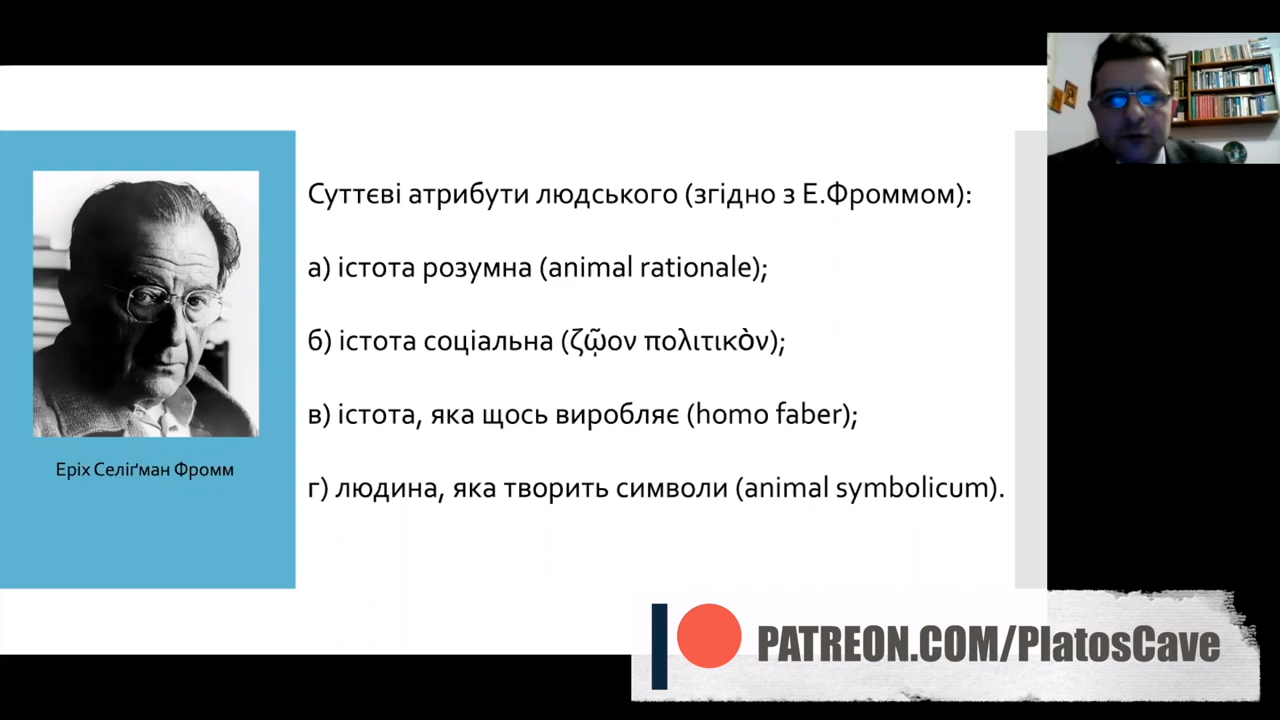 Суттєві атрибути людського (згідно з Е.Фроммом):
а) істота розумна (animal rationale);
б) істота соціальна (ζῷον πολιτικὸν);
в) істота, яка щось виробляє (homo faber);
г) людина, яка творить символи (animal symbolicum).
Еріх Селіґман Фромм
PATREON.COM/PlatosCave